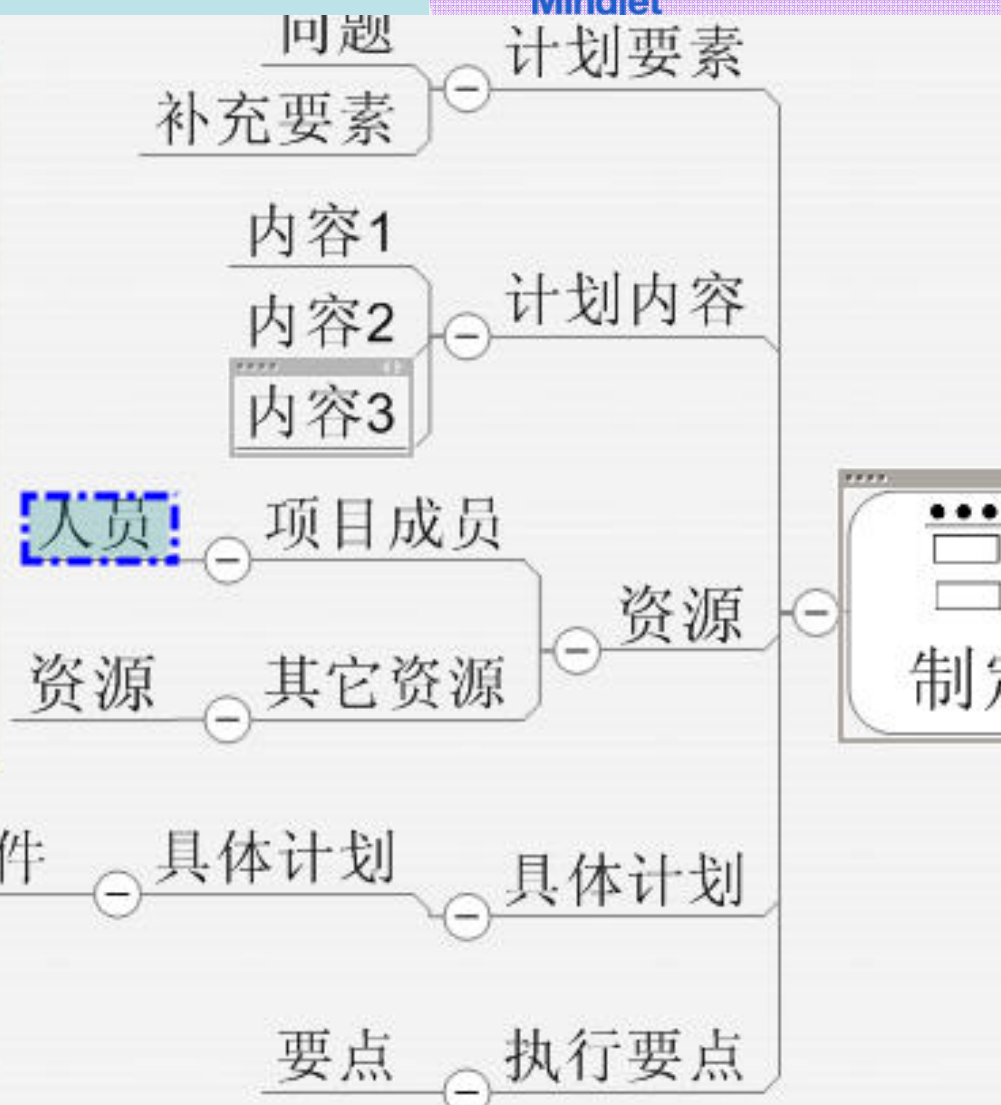 Mindjet
问题
计划要素
补充要素
内容1
计划内容
内容2
内容3
人员
项目成员
资源
资源
其它资源
制
件
具体计划
具体计划
要点
执行要点